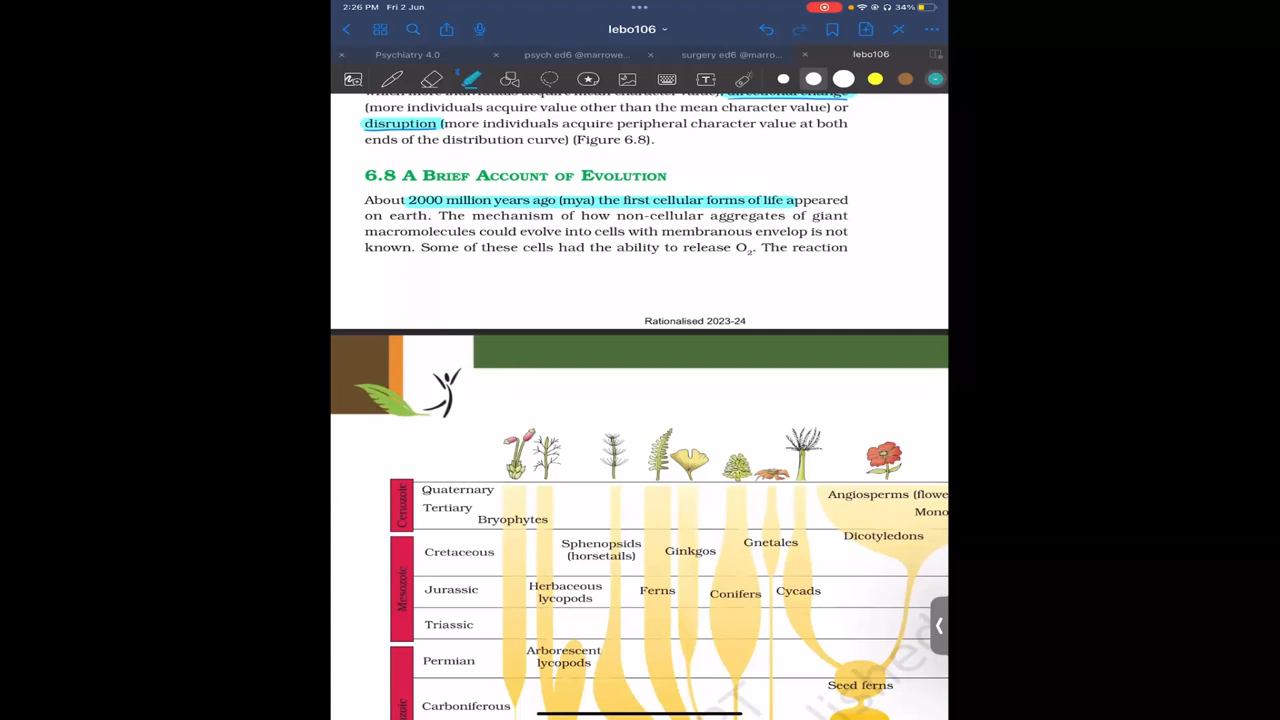 2:26 PM Fri 2 Jun
34%
lebo106
Psychiatry 4.0
psych ed6 @marrowe...
surgery ed6 @marro...
lebo106
(more individuals acquire value other than the mean character value) or
disruption (more individuals acquire peripheral character value at both
ends of the distribution curve) (Figure 6.8).
6.8 A Brief Account of Evolution
About 2000 million years ago (mya) the first cellular forms of life appeared
on earth. The mechanism of how non-cellular aggregates of giant
macromolecules could evolve into cells with membranous envelop is not
known. Some of these cells had the ability to release O2. The reaction
Rationalised 2023-24
Cenozoic
Quaternary
Angiosperms (flowe
Tertiary
Mono
Bryophytes
Dicotyledons
Mesozoic
Cretaceous
Sphenopsids
(horsetails)
Ginkgos
Gnetales
Jurassic
Herbaceous
lycopods
Ferns
Conifers
Cycads
Triassic
Permian
Arborescent
lycopods
Seed ferns
Carboniferous